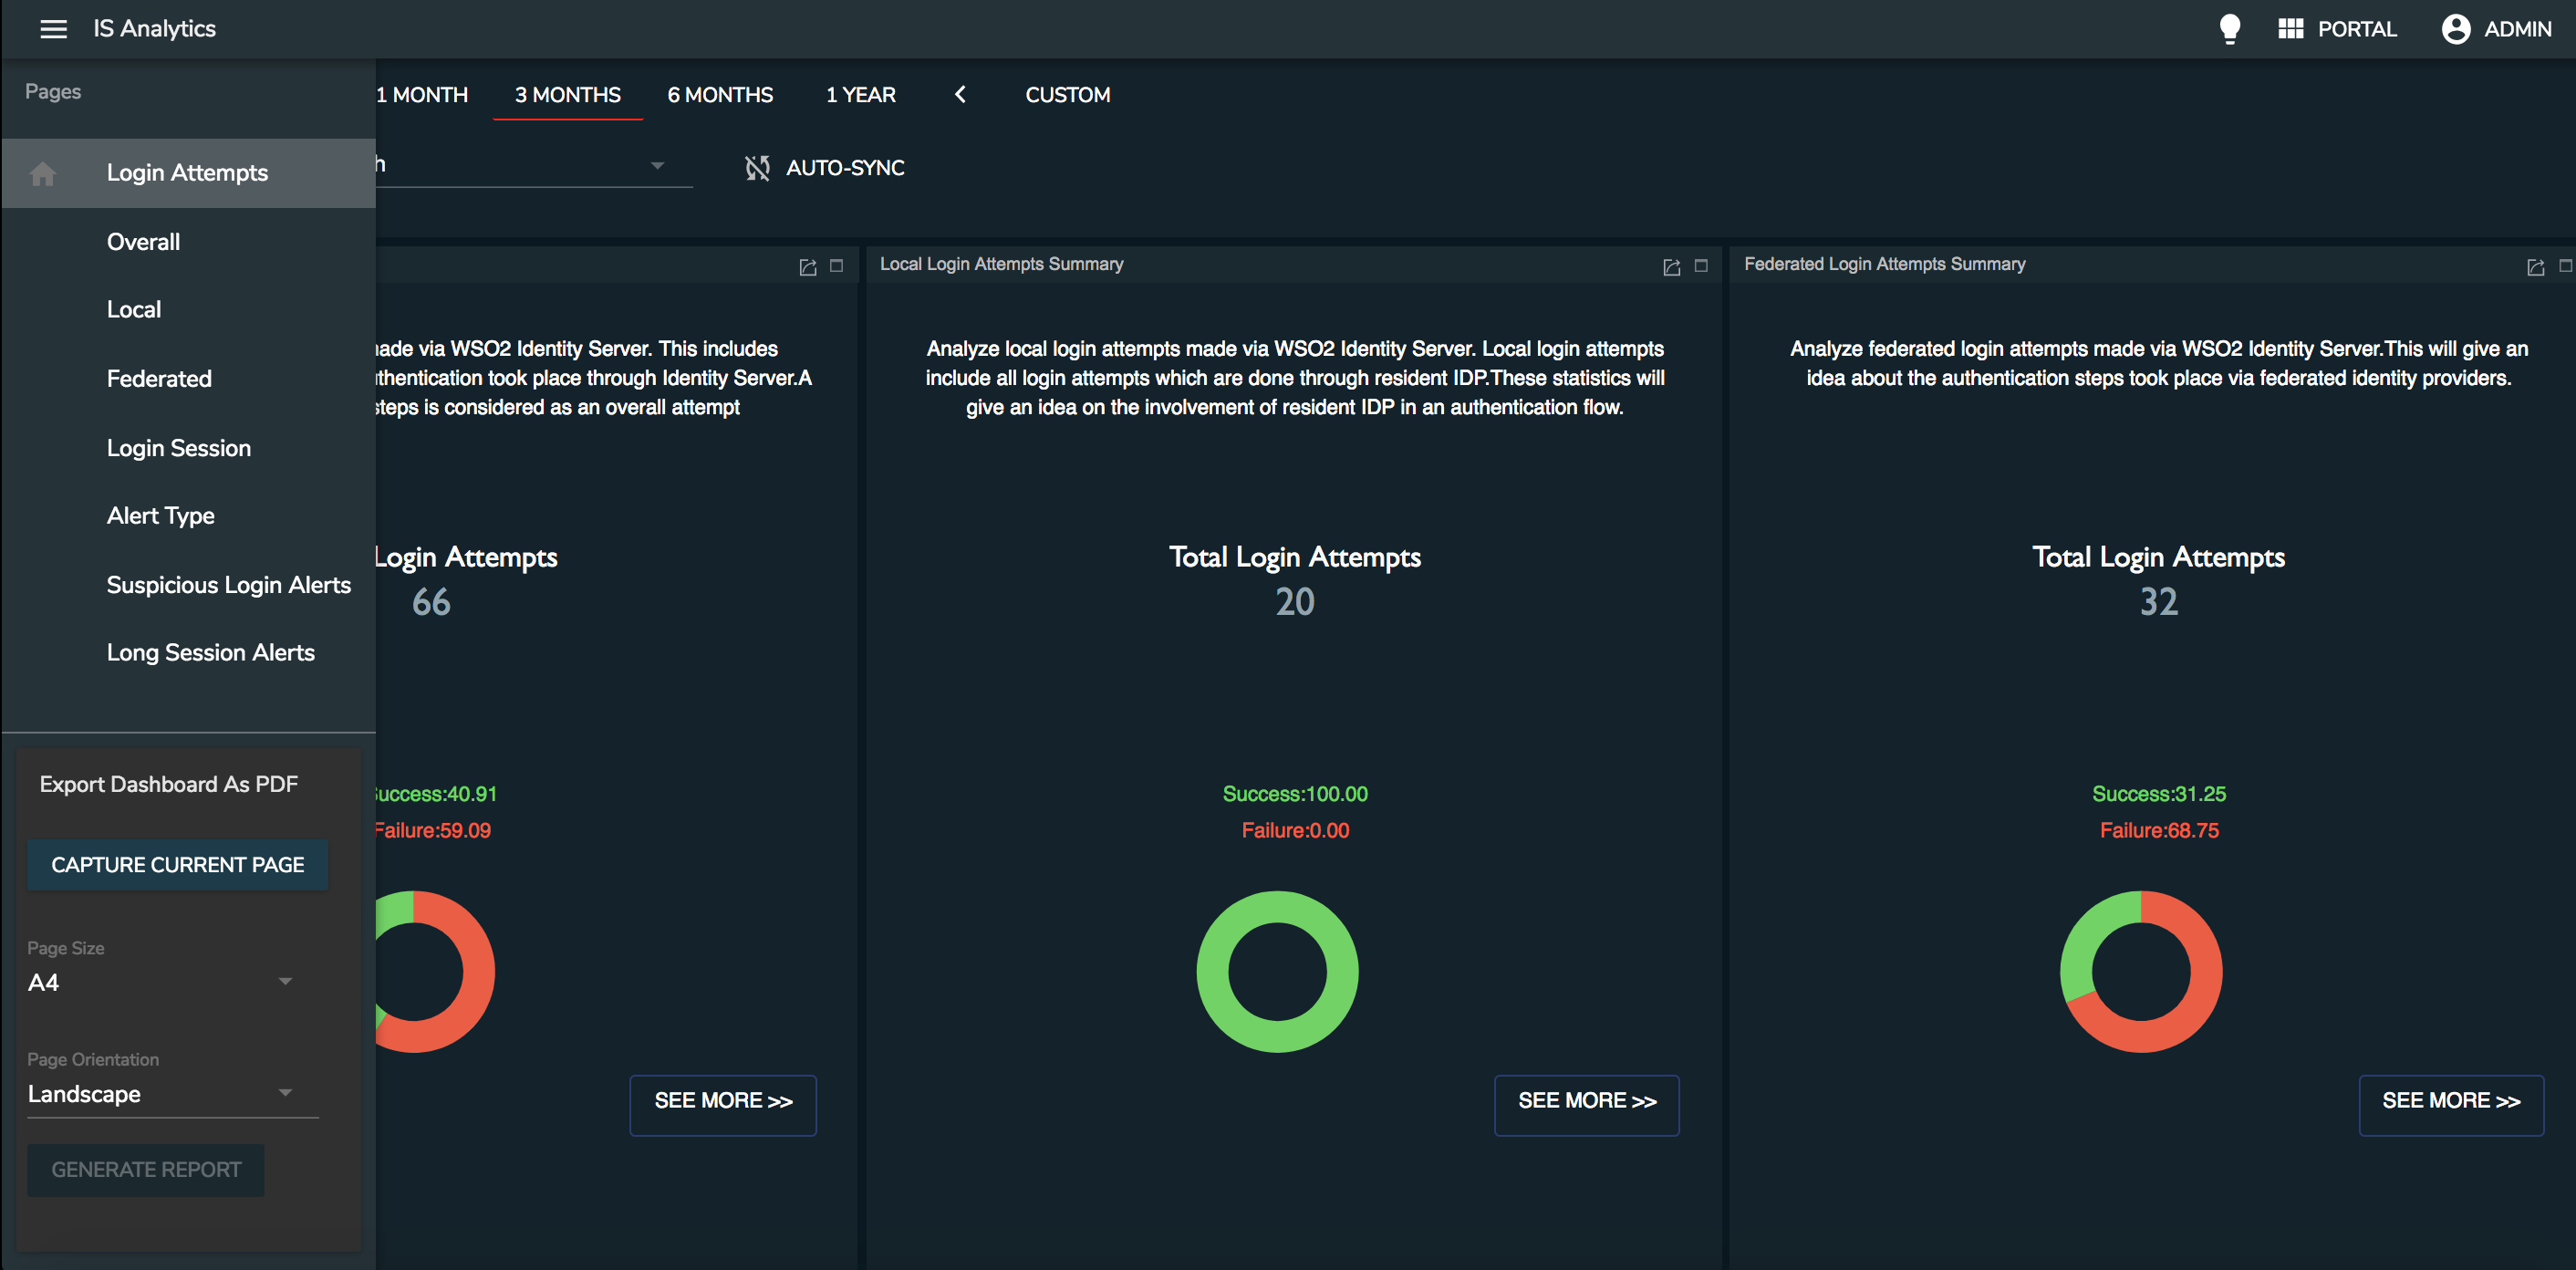 IS Analytics
PORTAL
ADMIN
Pages
Login Attempts
Overall
Local
Federated
Login Session
Alert Type
Suspicious Login Alerts
Long Session Alerts
Export Dashboard As PDF
CAPTURE CURRENT PAGE
Page Size
A4
Page Orientation
Landscape
GENERATE REPORT
1 MONTH
3 MONTHS
6 MONTHS
1 YEAR
CUSTOM
h
AUTO-SYNC
via WSO2 Identity Server. This includes
took place through Identity Server.A
is considered as an overall attempt
Login Attempts
66
Success:40.91
Failure:59.09
SEE MORE >>
Local Login Attempts Summary
Analyze local login attempts made via WSO2 Identity Server. Local login attempts
include all login attempts which are done through resident IDP.These statistics will
give an idea on the involvement of resident IDP in an authentication flow.
Total Login Attempts
20
Success:100.00
Failure:0.00
SEE MORE >>
Federated Login Attempts Summary
Analyze federated login attempts made via WSO2 Identity Server.This will give an
idea about the authentication steps took place via federated identity providers.
Total Login Attempts
32
Success:31.25
Failure:68.75
SEE MORE >>